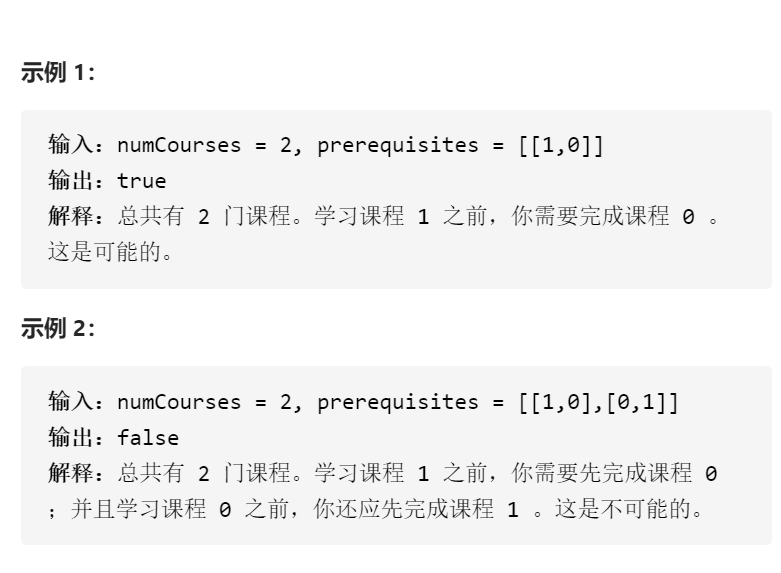 示例 1：
输入：numCourses = 2, prerequisites = [[1,0]]
输出：true
解释：总共有 2 门课程。学习课程 1 之前，你需要完成课程 0 。
这是可能的。
示例 2：
输入：numCourses = 2, prerequisites = [[1,0],[0,1]]
输出：false
解释：总共有 2 门课程。学习课程 1 之前，你需要先完成课程 0
；并且学习课程 0 之前，你还应先完成课程 1 。这是不可能的。